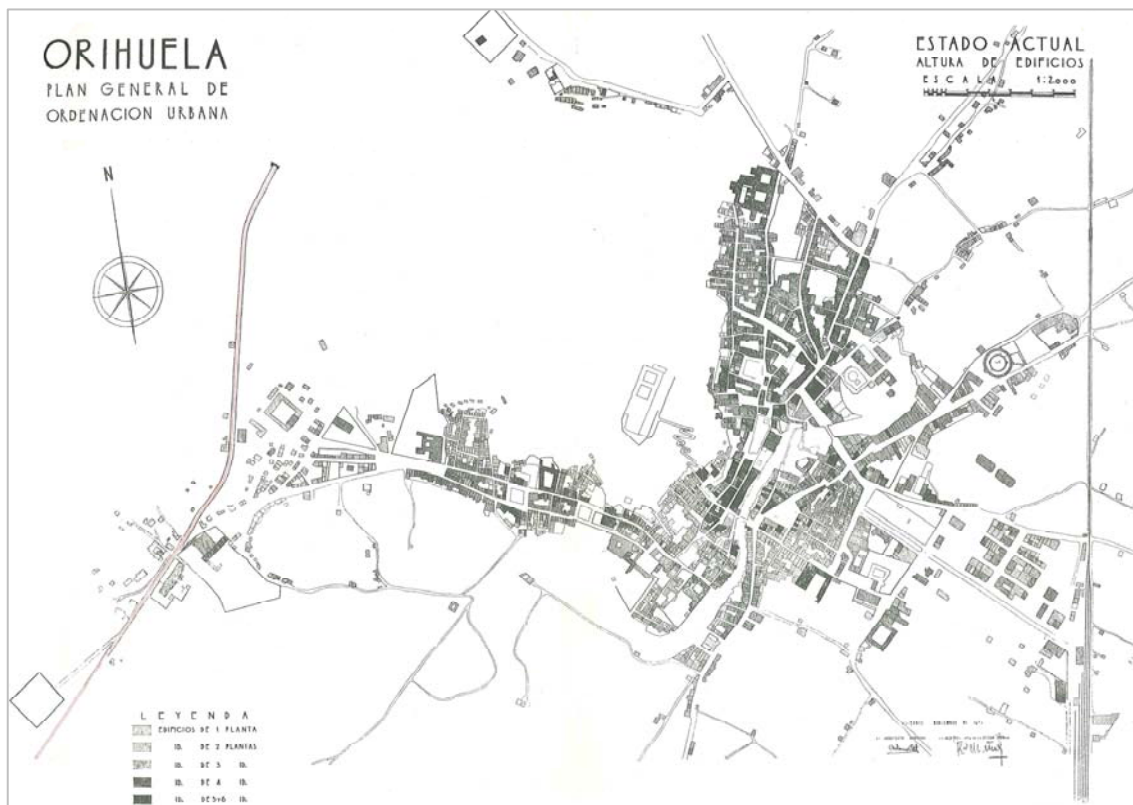 ORIHUELA
PLAN GENERAL DE
ORDENACION URBANA
ESTADO ACTUAL
ALTURA DE EDIFICIOS
ESCALA 1:2000
N
LEYENDA
EDIFICIOS DE 1 PLANTA
ID. DE 2 PLANTAS
ID. DE 3 ID.
ID. DE 4 ID.
ID. DE 5+6 ID.